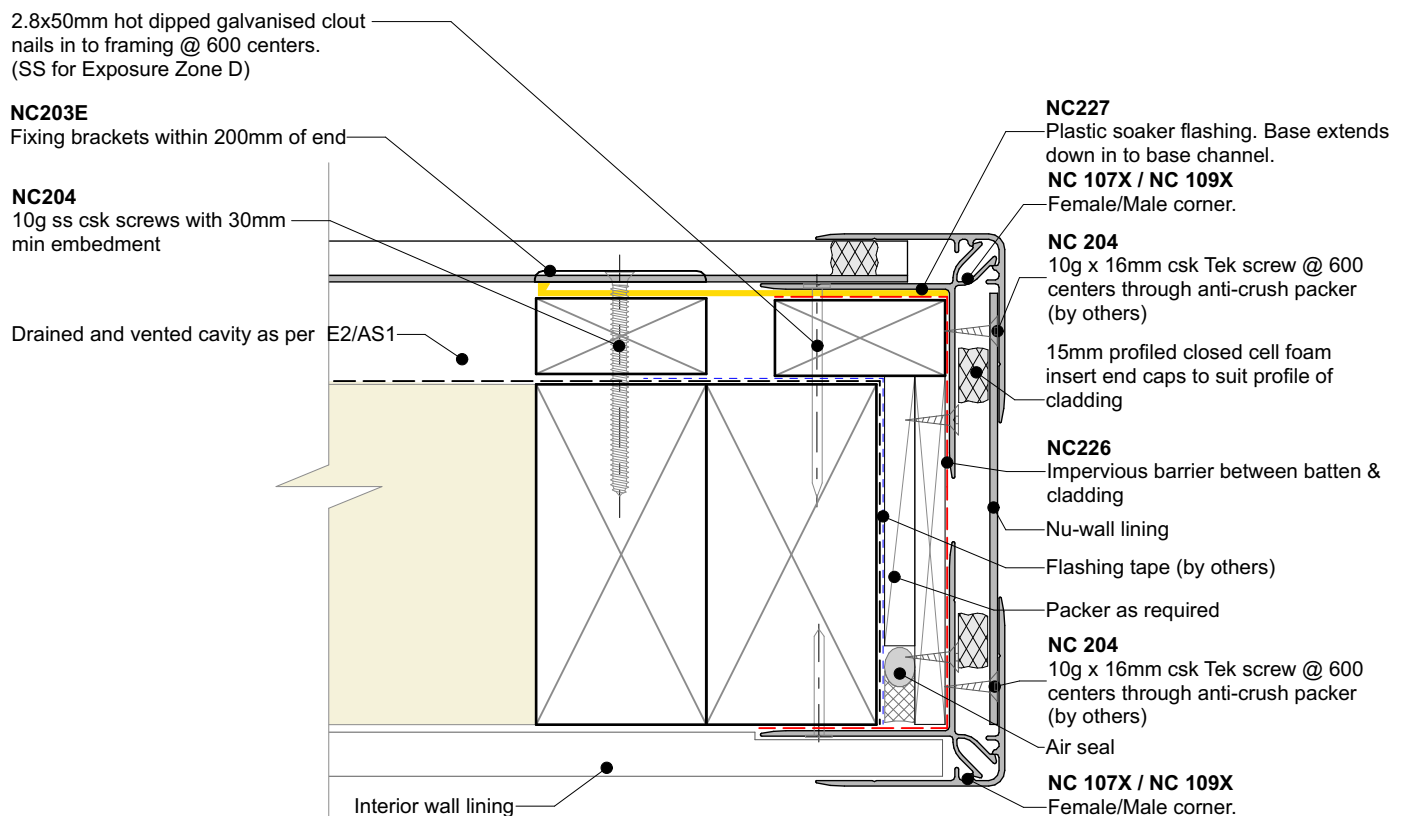 2.8x50mm hot dipped galvanised clout
nails in to framing @ 600 centers.
(SS for Exposure Zone D)
NC203E
Fixing brackets within 200mm of end
NC204
10g ss csk screws with 30mm
min embedment
Drained and vented cavity as per E2/AS1
Interior wall lining
NC227
Plastic soaker flashing. Base extends
down in to base channel.
NC 107X / NC 109X
Female/Male corner.
NC 204
10g x 16mm csk Tek screw @ 600
centers through anti-crush packer
(by others)
15mm profiled closed cell foam
insert end caps to suit profile of
cladding
NC226
Impervious barrier between batten &
cladding
Nu-wall lining
Flashing tape (by others)
Packer as required
NC 204
10g x 16mm csk Tek screw @ 600
centers through anti-crush packer
(by others)
Air seal
NC 107X / NC 109X
Female/Male corner.